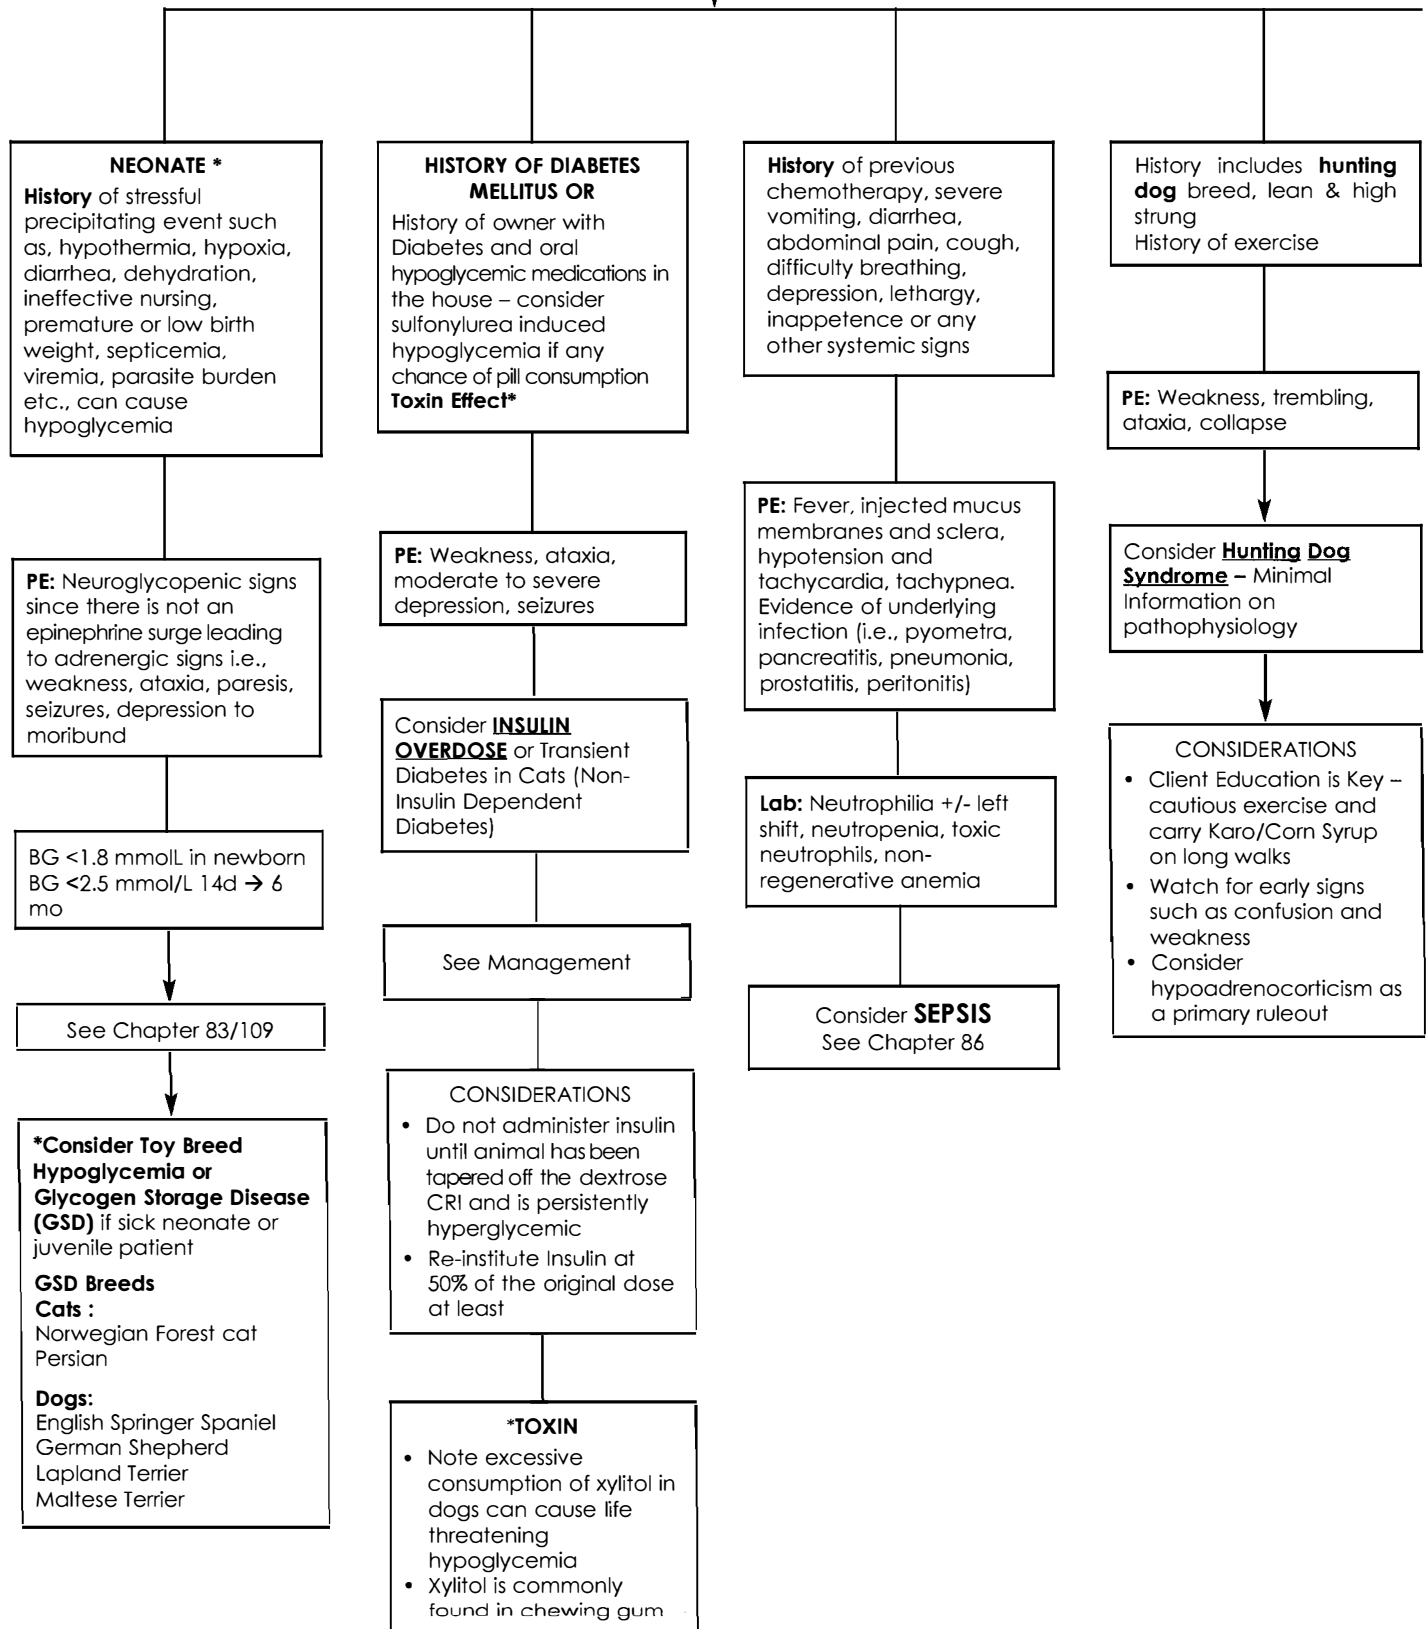 NEONATE *
History of stressful
precipitating event such
as, hypothermia, hypoxia,
diarrhea, dehydration,
ineffective nursing,
premature or low birth
weight, septicemia,
viremia, parasite burden
etc., can cause
hypoglycemia
PE: Neuroglycopenic signs
since there is not an
epinephrine surge leading
to adrenergic signs i.e.,
weakness, ataxia, paresis,
seizures, depression to
moribund
BG <1.8 mmolL in newborn
BG <2.5 mmol/L 14d → 6
mo
See Chapter 83/109
*Consider Toy Breed
Hypoglycemia or
Glycogen Storage Disease
(GSD) if sick neonate or
juvenile patient
GSD Breeds
Cats :
Norwegian Forest cat
Persian
Dogs:
English Springer Spaniel
German Shepherd
Lapland Terrier
Maltese Terrier
HISTORY OF DIABETES
MELLITUS OR
History of owner with
Diabetes and oral
hypoglycemic medications in
the house – consider
sulfonylurea induced
hypoglycemia if any
chance of pill consumption
Toxin Effect*
PE: Weakness, ataxia,
moderate to severe
depression, seizures
Consider INSULIN
OVERDOSE or Transient
Diabetes in Cats (Non-
Insulin Dependent
Diabetes)
See Management
CONSIDERATIONS
• Do not administer insulin
until animal has been
tapered off the dextrose
CRI and is persistently
hyperglycemic
• Re-institute Insulin at
50% of the original dose
at least
*TOXIN
• Note excessive
consumption of xylitol in
dogs can cause life
threatening
hypoglycemia
• Xylitol is commonly
found in chewing gum
History of previous
chemotherapy, severe
vomiting, diarrhea,
abdominal pain, cough,
difficulty breathing,
depression, lethargy,
inappetence or any
other systemic signs
PE: Fever, injected mucus
membranes and sclera,
hypotension and
tachycardia, tachypnea.
Evidence of underlying
infection (i.e., pyometra,
pancreatitis, pneumonia,
prostatitis, peritonitis)
Lab: Neutrophilia +/- left
shift, neutropenia, toxic
neutrophils, non-
regenerative anemia
Consider SEPSIS
See Chapter 86
History includes hunting
dog breed, lean & high
strung
History of exercise
PE: Weakness, trembling,
ataxia, collapse
Consider Hunting Dog
Syndrome – Minimal
Information on
pathophysiology
CONSIDERATIONS
• Client Education is Key –
cautious exercise and
carry Karo/Corn Syrup
on long walks
• Watch for early signs
such as confusion and
weakness
• Consider
hypoadrenocorticism as
a primary ruleout